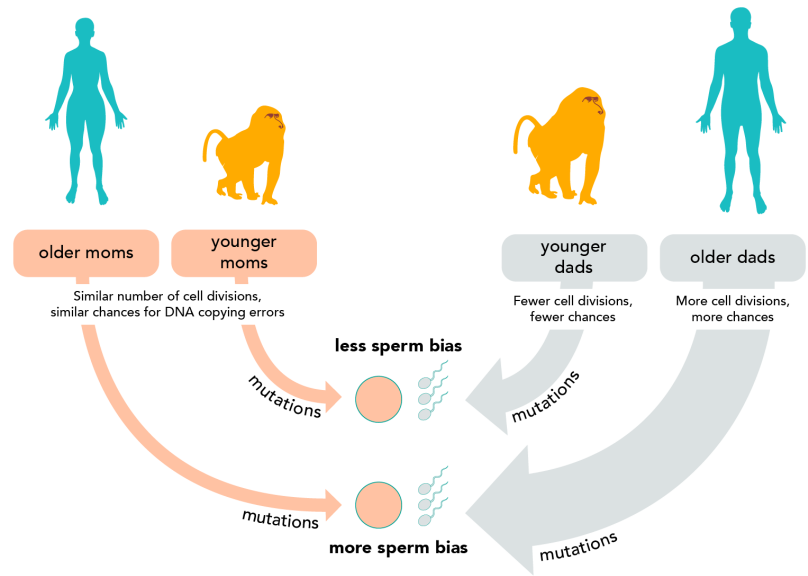 older moms
younger
moms
younger
dads
older dads
Similar number of cell divisions,
similar chances for DNA copying errors
Fewer cell divisions,
fewer chances
More cell divisions,
more chances
less sperm bias
mutations
mutations
mutations
more sperm bias
mutations